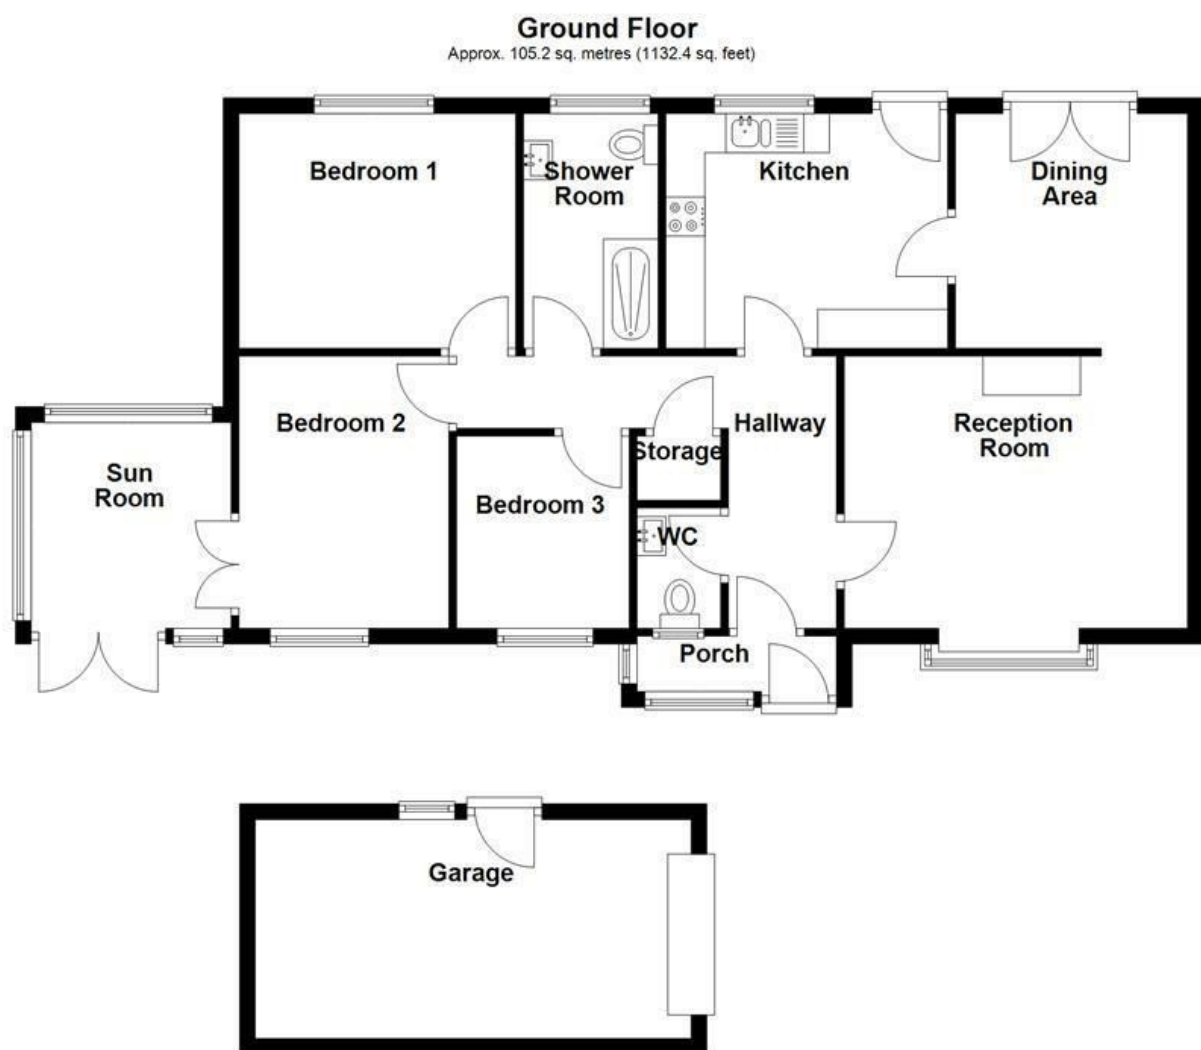 Ground Floor
Approx. 105.2 sq. metres (1132.4 sq. feet)
Bedroom 1
Shower
Room
Kitchen
Dining
Area
Bedroom 2
Hallway
Reception
Room
Storage
Sun
Room
Bedroom 3
WC
Porch
Garage